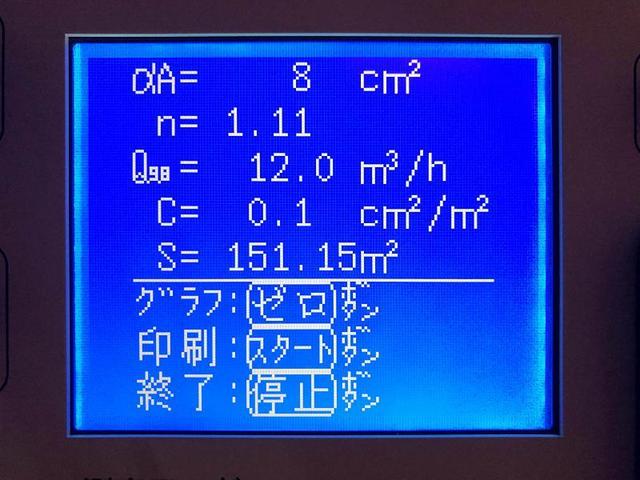 αA= 8 cm²
n= 1.11
Q9.8= 12.0 m³/h
C= 0.1 cm²/m²
S= 151.15m²
グラフ:(ゼロ)ボタン
印刷:(スタート)ボタン
終了:(停止)ボタン